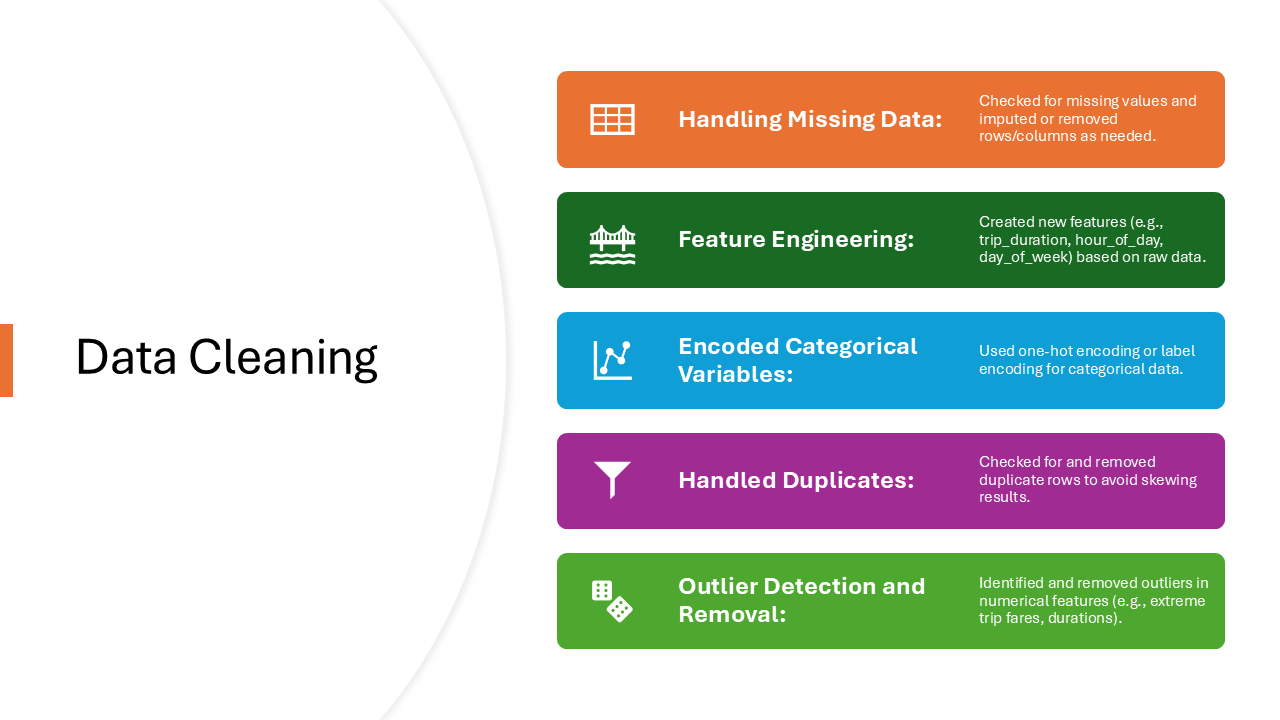 Data Cleaning
Handling Missing Data:
Checked for missing values and
imputed or removed
rows/columns as needed.
Feature Engineering:
Created new features (e.g.,
trip_duration, hour_of_day,
day_of_week) based on raw data.
Encoded Categorical
Variables:
Used one-hot encoding or label
encoding for categorical data.
Handled Duplicates:
Checked for and removed
duplicate rows to avoid skewing
results.
Outlier Detection and
Removal:
Identified and removed outliers in
numerical features (e.g., extreme
trip fares, durations).